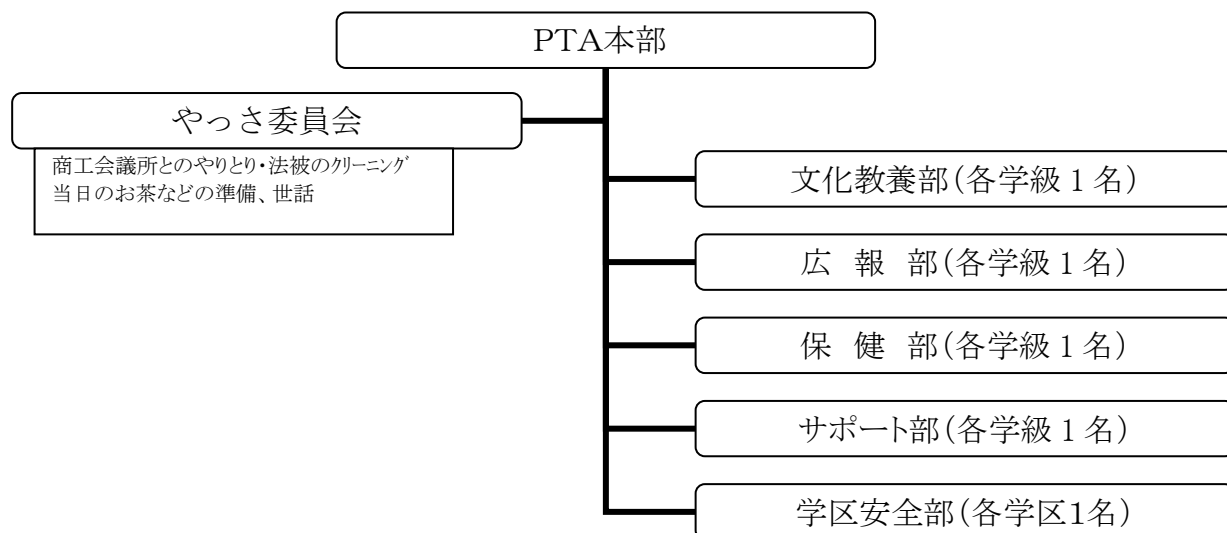 PTA本部
やっさ委員会
商工会議所とのやりとり・法被のｸﾘｰﾆﾝｸﾞ
当日のお茶などの準備、世話
文化教養部（各学級１名）
広　報　部（各学級１名）
保　健　部（各学級１名）
サポート部（各学級１名）
学区安全部（各学区１名）